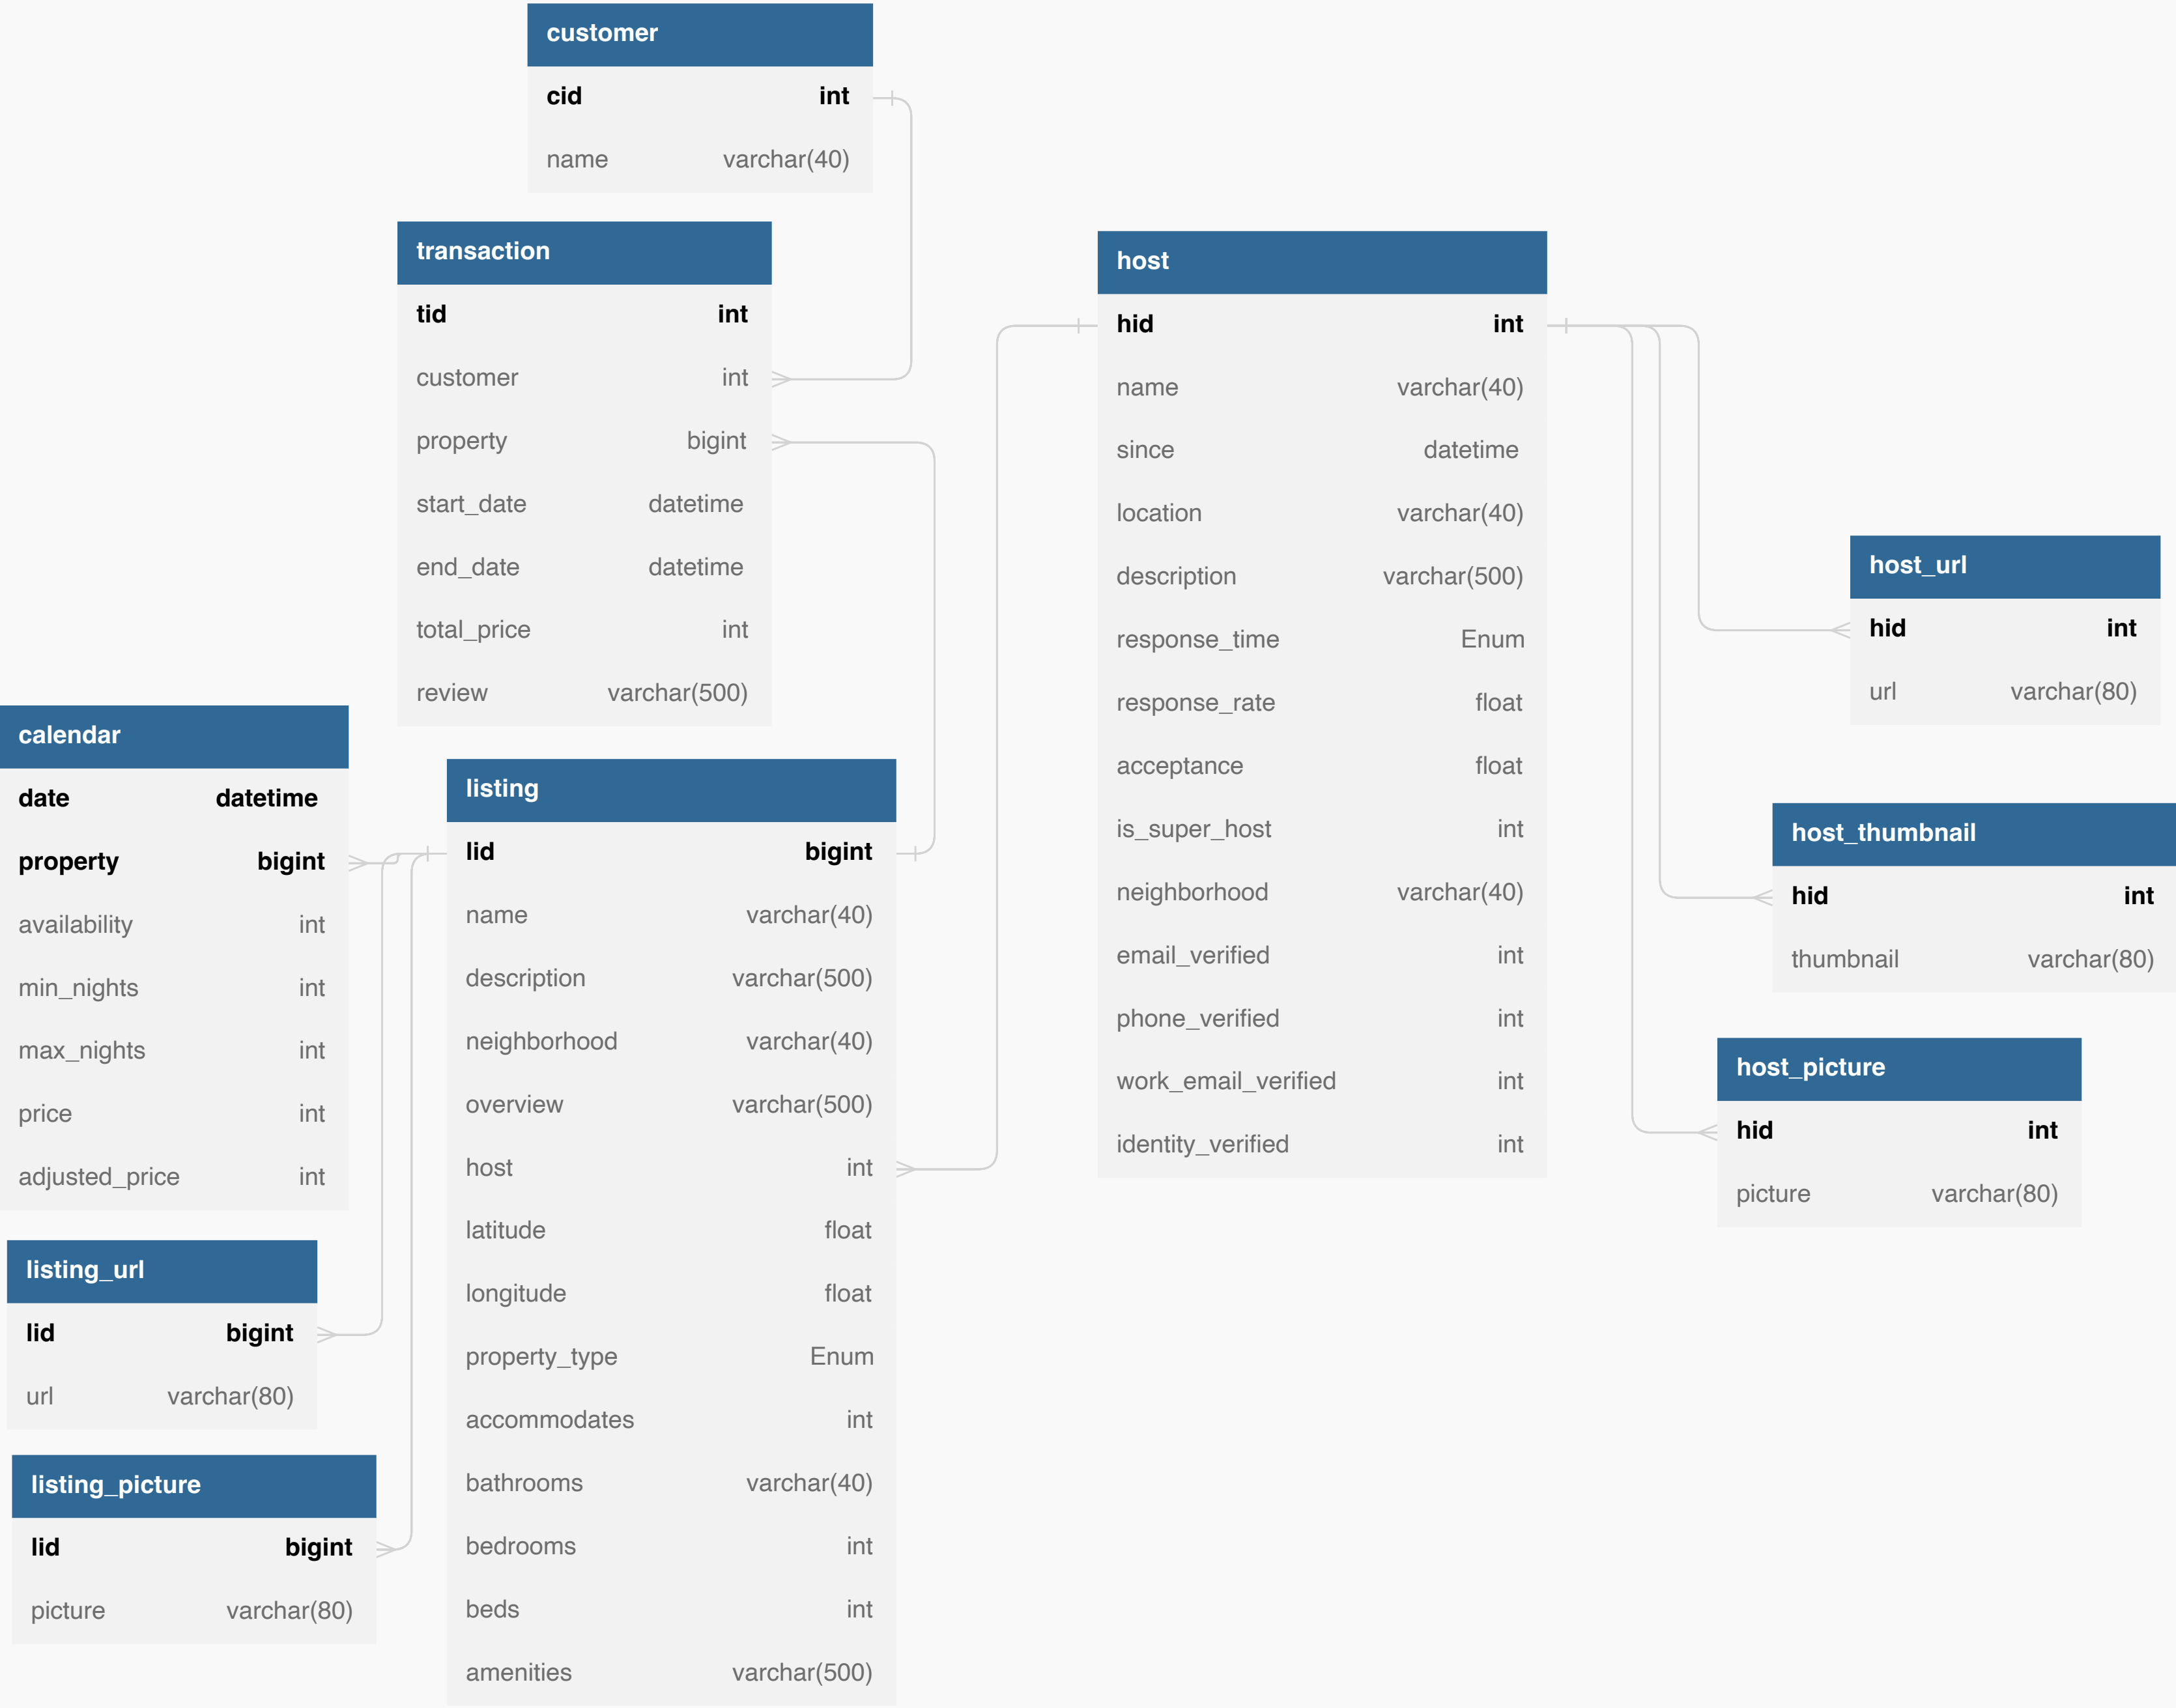 customer
cid int
name varchar(40)
transaction
tid int
customer int
property bigint
start_date datetime
end_date datetime
total_price int
review varchar(500)
calendar
date datetime
property bigint
availability int
min_nights int
max_nights int
price int
adjusted_price int
listing_url
lid bigint
url varchar(80)
listing_picture
lid bigint
picture varchar(80)
listing
lid bigint
name varchar(40)
description varchar(500)
neighborhood varchar(40)
overview varchar(500)
host int
latitude float
longitude float
property_type Enum
accommodates int
bathrooms varchar(40)
bedrooms int
beds int
amenities varchar(500)
host
hid int
name varchar(40)
since datetime
location varchar(40)
description varchar(500)
response_time Enum
response_rate float
acceptance float
is_super_host int
neighborhood varchar(40)
email_verified int
phone_verified int
work_email_verified int
identity_verified int
host_url
hid int
url varchar(80)
host_thumbnail
hid int
thumbnail varchar(80)
host_picture
hid int
picture varchar(80)